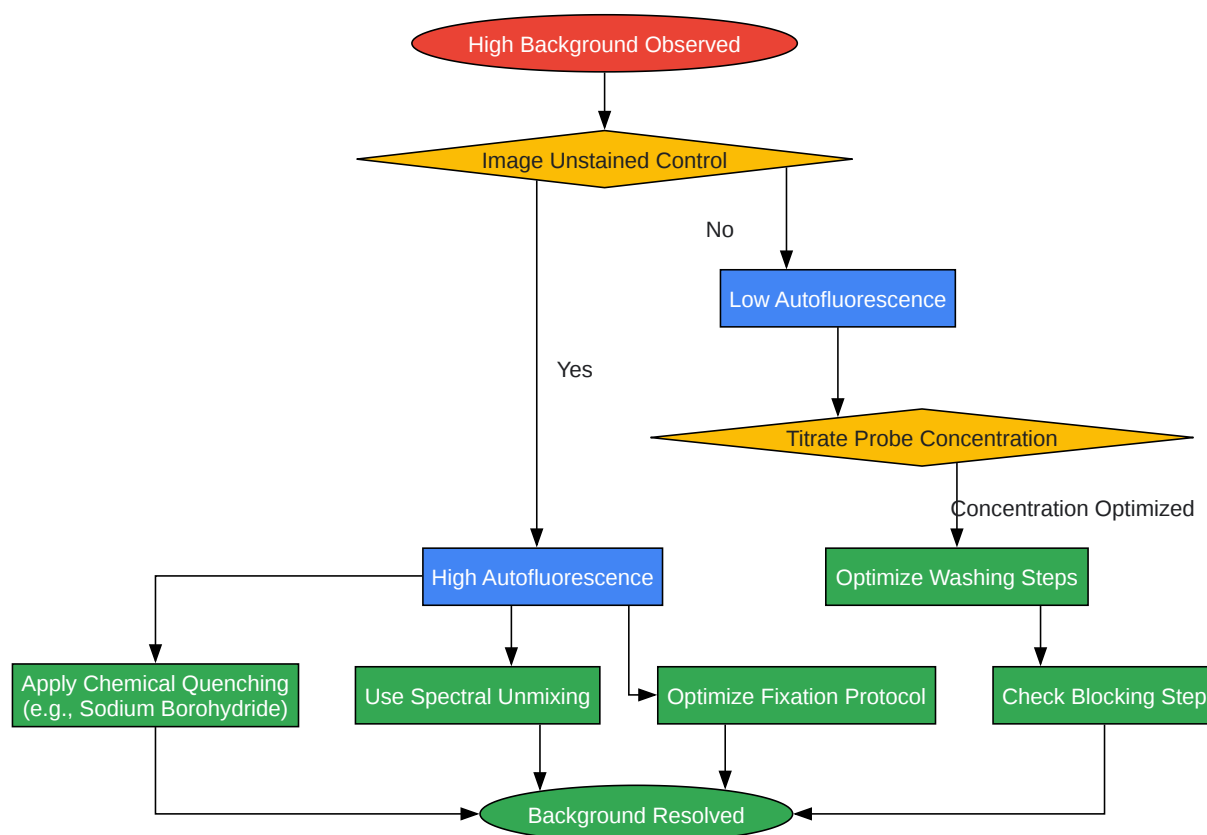 High Background Observed
Image Unstained Control
No
Low Autofluorescence
Yes
Titrate Probe Concentration
Concentration Optimized
High Autofluorescence
Optimize Washing Steps
Apply Chemical Quenching
(e.g., Sodium Borohydride)
Use Spectral Unmixing
Optimize Fixation Protocol
Check Blocking Step
Background Resolved